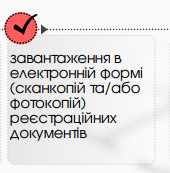 завантаження в
електронній формі
(сканкопій та/або
фотокопій)
реєстраційних
документів